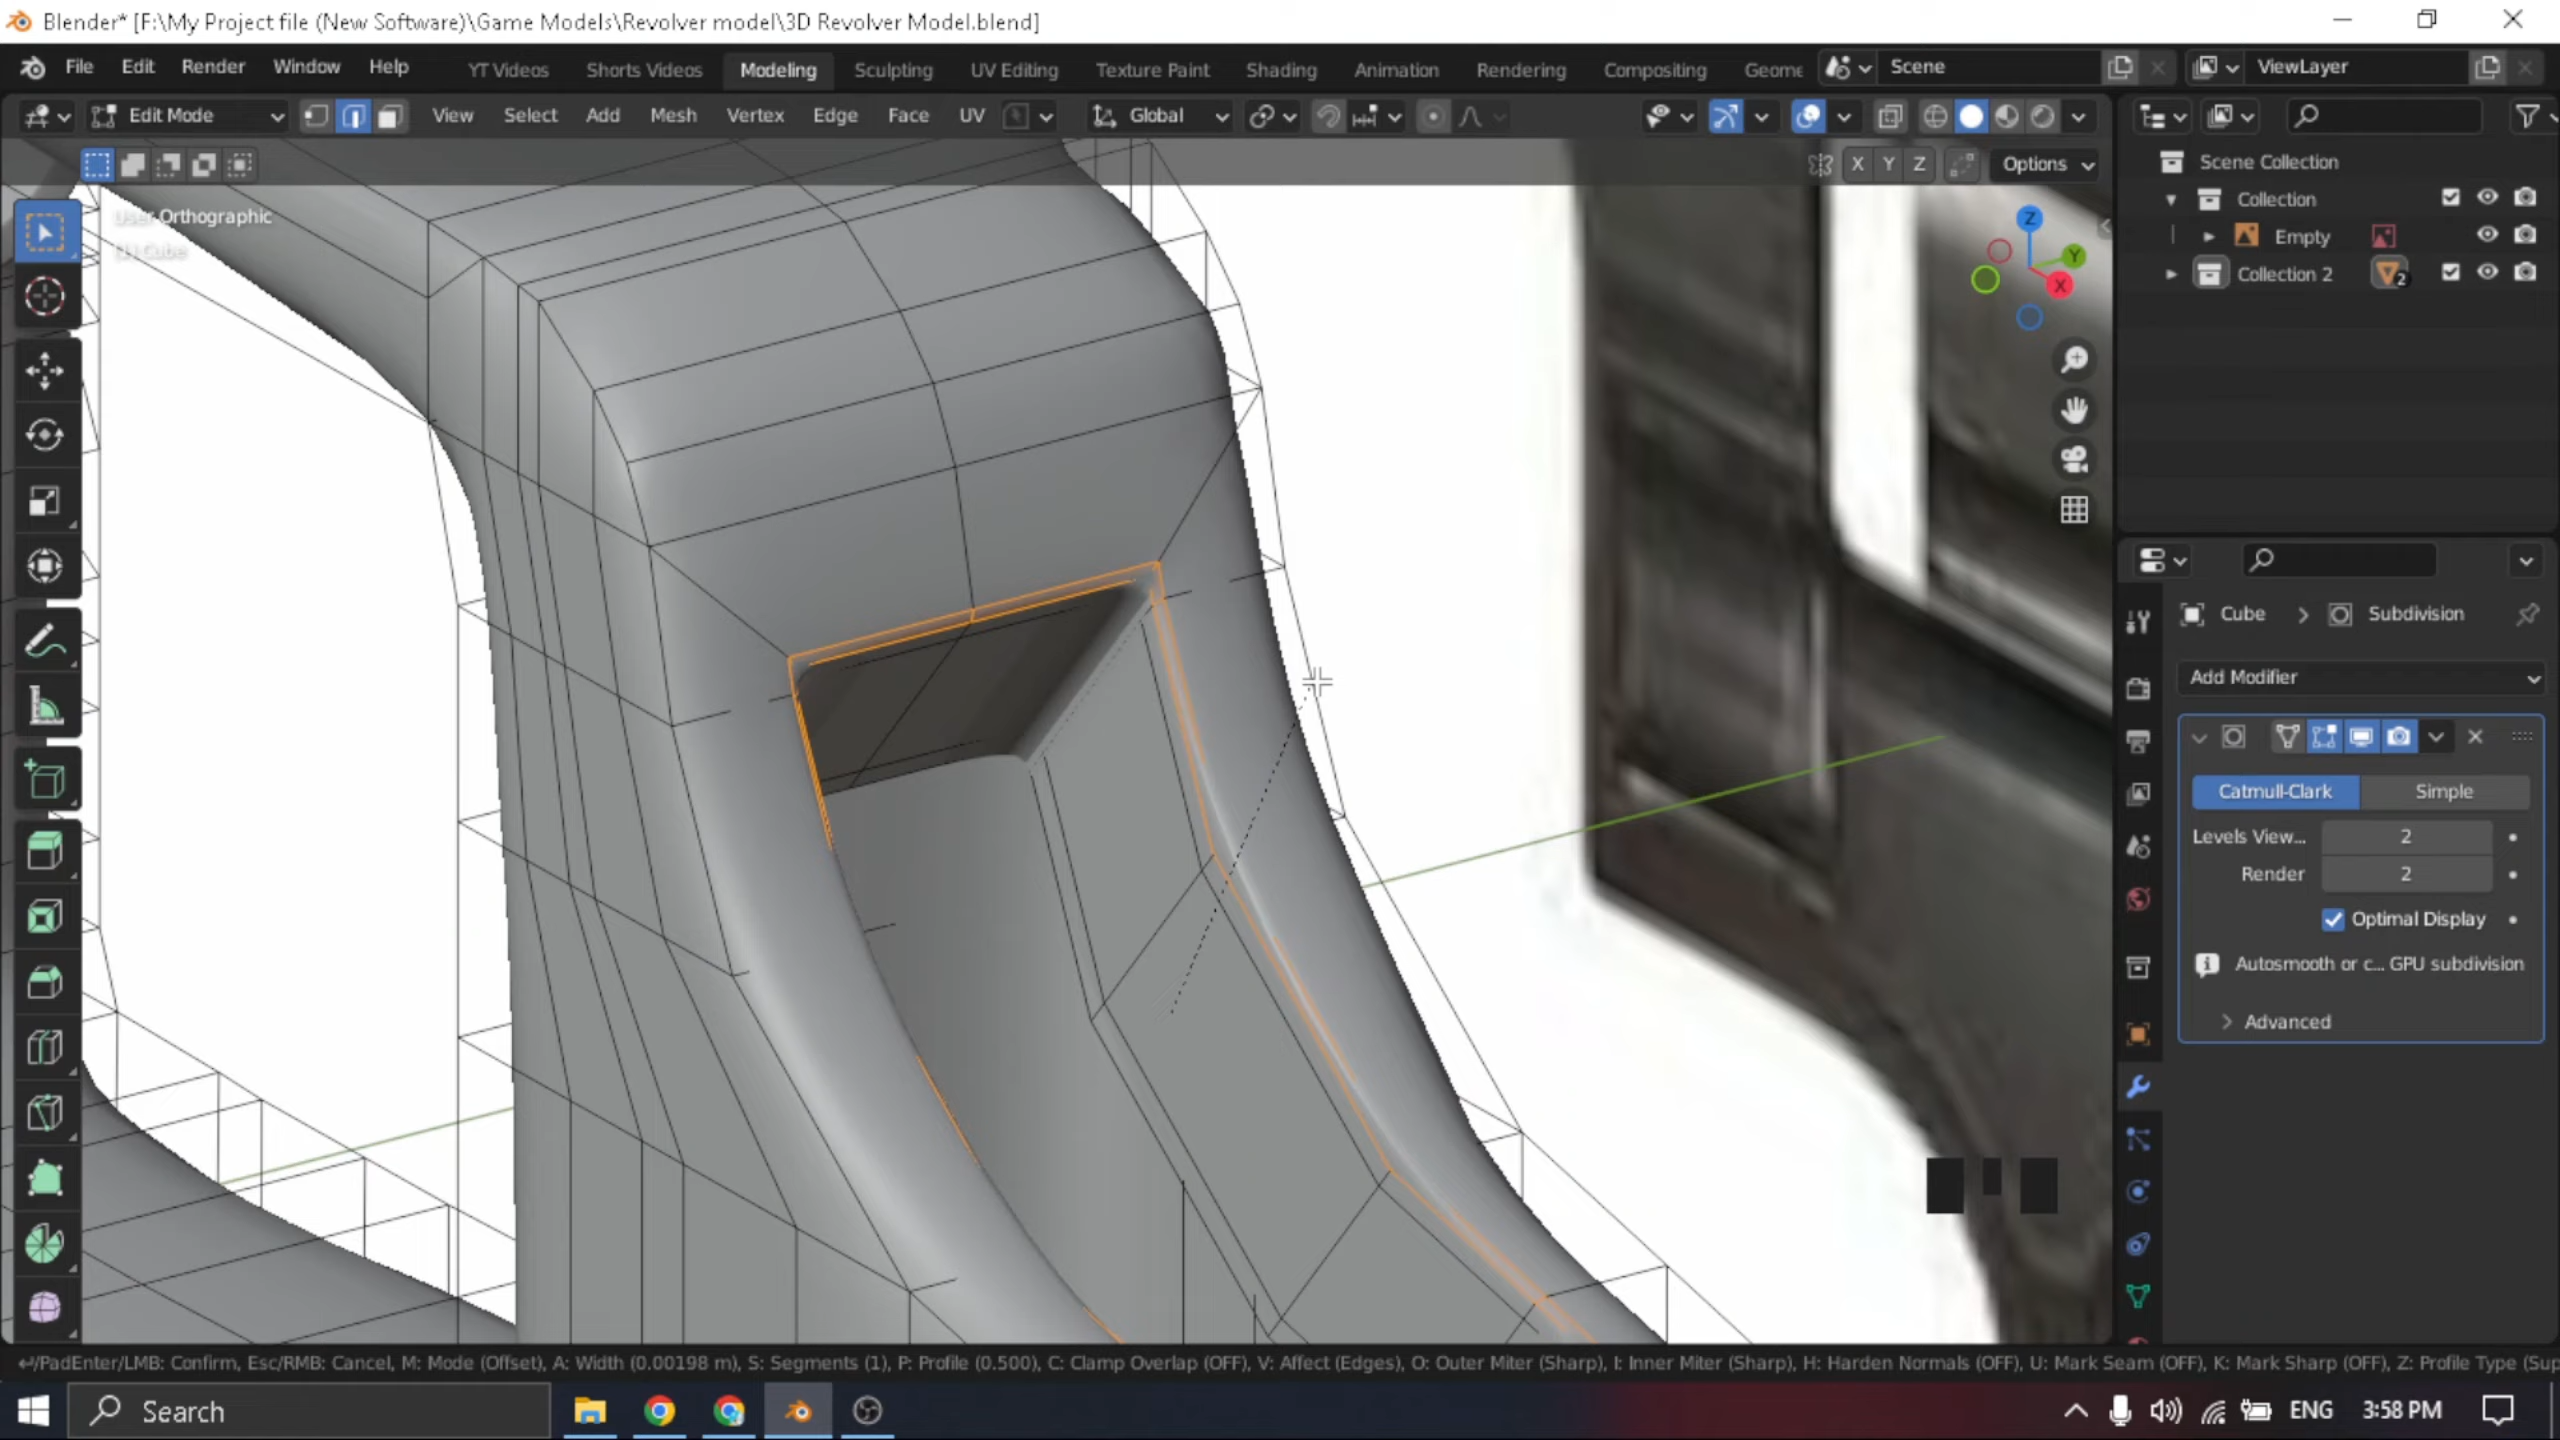 Blender* [F:\My Project file (New Software)\Game Models\Revolver model\3D Revolver Model.blend]
File Edit Render Window Help YT Videos Shorts Videos Modeling Sculpting UV Editing Texture Paint Shading Animation Rendering Compositing Geome Scene ViewLayer
Edit Mode View Select Add Mesh Vertex Edge Face UV Global
X Y Z Options
User Orthographic
(1) Cube
Z
Y
X
Scene Collection
Collection
Empty
Collection 2 2
Cube > Subdivision
Add Modifier
Catmull-Clark Simple
Levels View... 2
Render 2
Optimal Display
Autosmooth or c... GPU subdivision
Advanced
↵/PadEnter/LMB: Confirm, Esc/RMB: Cancel, M: Mode (Offset), A: Width (0.00198 m), S: Segments (1), P: Profile (0.500), C: Clamp Overlap (OFF), V: Affect (Edges), O: Outer Miter (Sharp), I: Inner Miter (Sharp), H: Harden Normals (OFF), U: Mark Seam (OFF), K: Mark Sharp (OFF), Z: Profile Type (Sup
Search ENG 3:58 PM